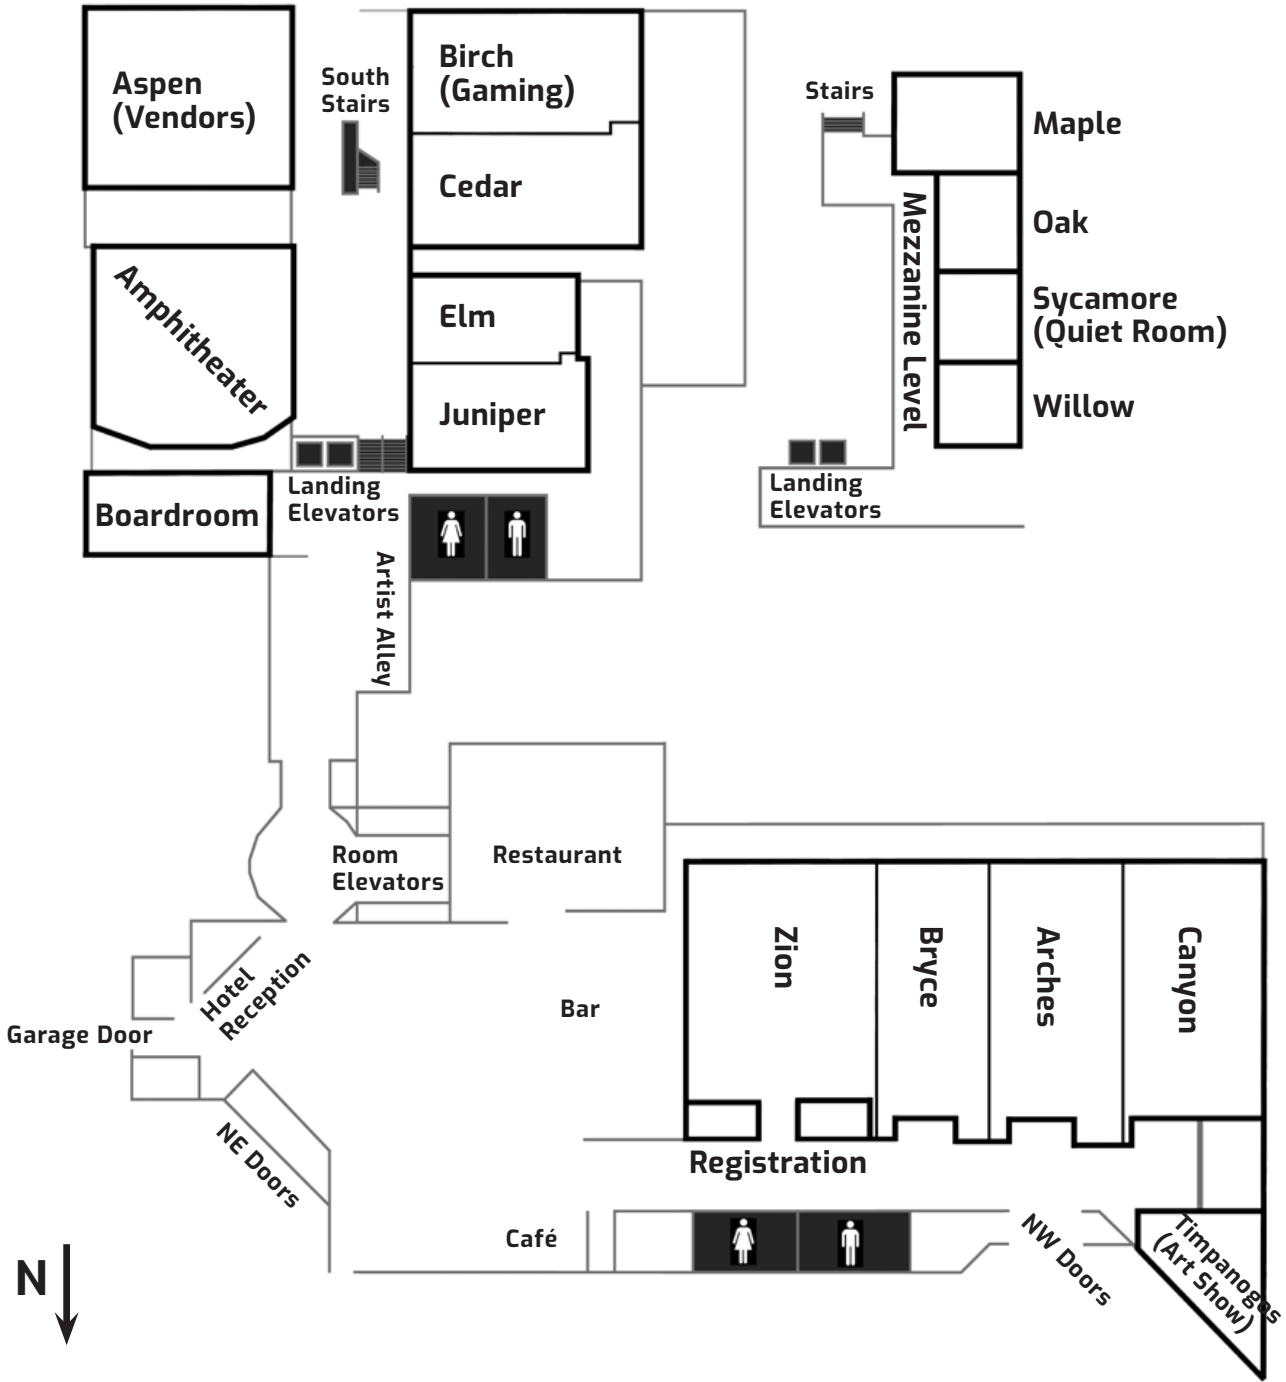 Aspen
(Vendors)
South
Stairs
Birch
(Gaming)
Cedar
Stairs
Maple
Oak
Sycamore
(Quiet Room)
Willow
Mezzanine Level
Amphitheater
Elm
Juniper
Boardroom
Landing
Elevators
Landing
Elevators
Artist Alley
Room
Elevators
Restaurant
Zion
Bryce
Arches
Canyon
Hotel
Reception
Bar
Garage Door
NE Doors
Registration
Café
NW Doors
Timpanogos
(Art Show)
N